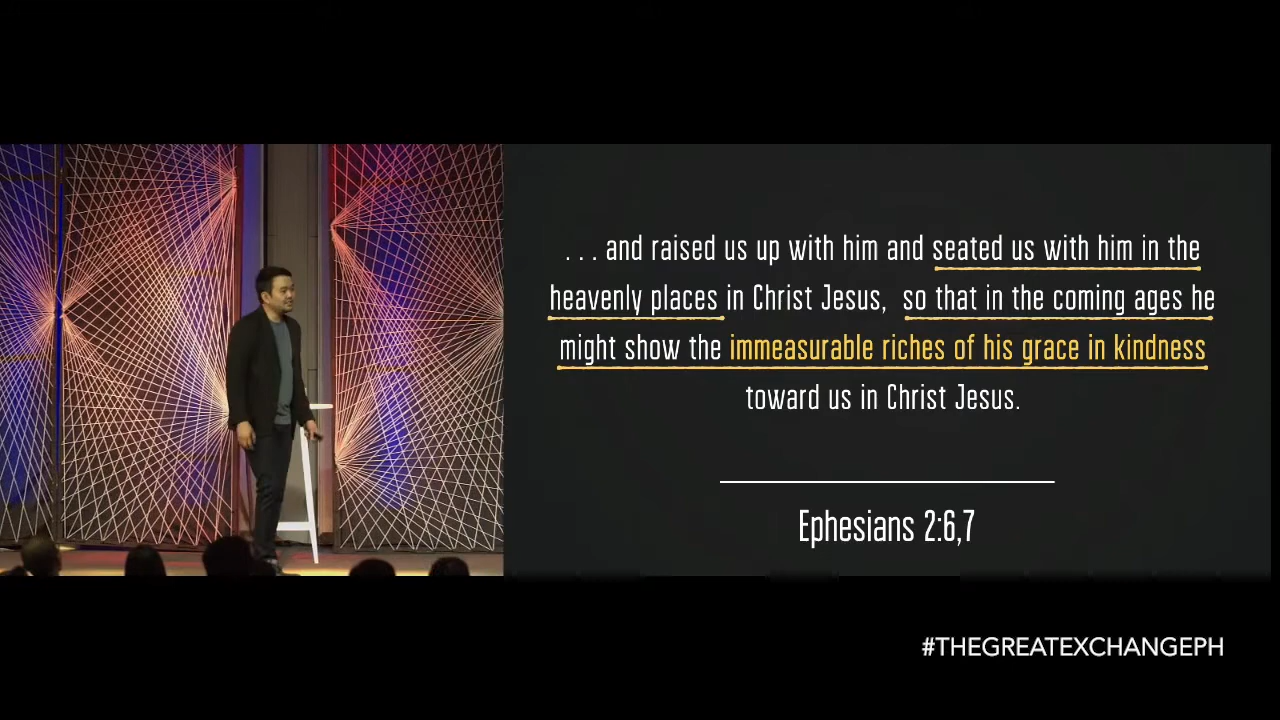 . . . and raised us up with him and seated us with him in the
heavenly places in Christ Jesus, so that in the coming ages he
might show the immeasurable riches of his grace in kindness
toward us in Christ Jesus.
Ephesians 2:6,7
#THEGREATEXCHANGEPH